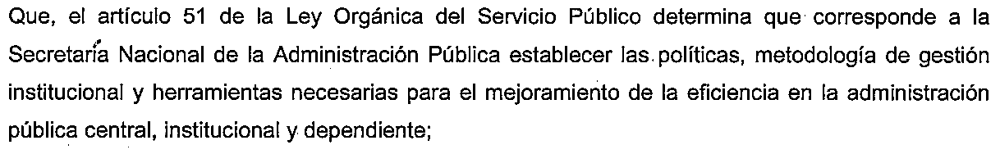 Que, el artículo 51 de la Ley Orgánica del Servicio Público determina que corresponde a la
Secretaría Nacional de la Administración Pública establecer las políticas, metodología de gestión
institucional y herramientas necesarias para el mejoramiento de la eficiencia en la administración
pública central, institucional y dependiente;